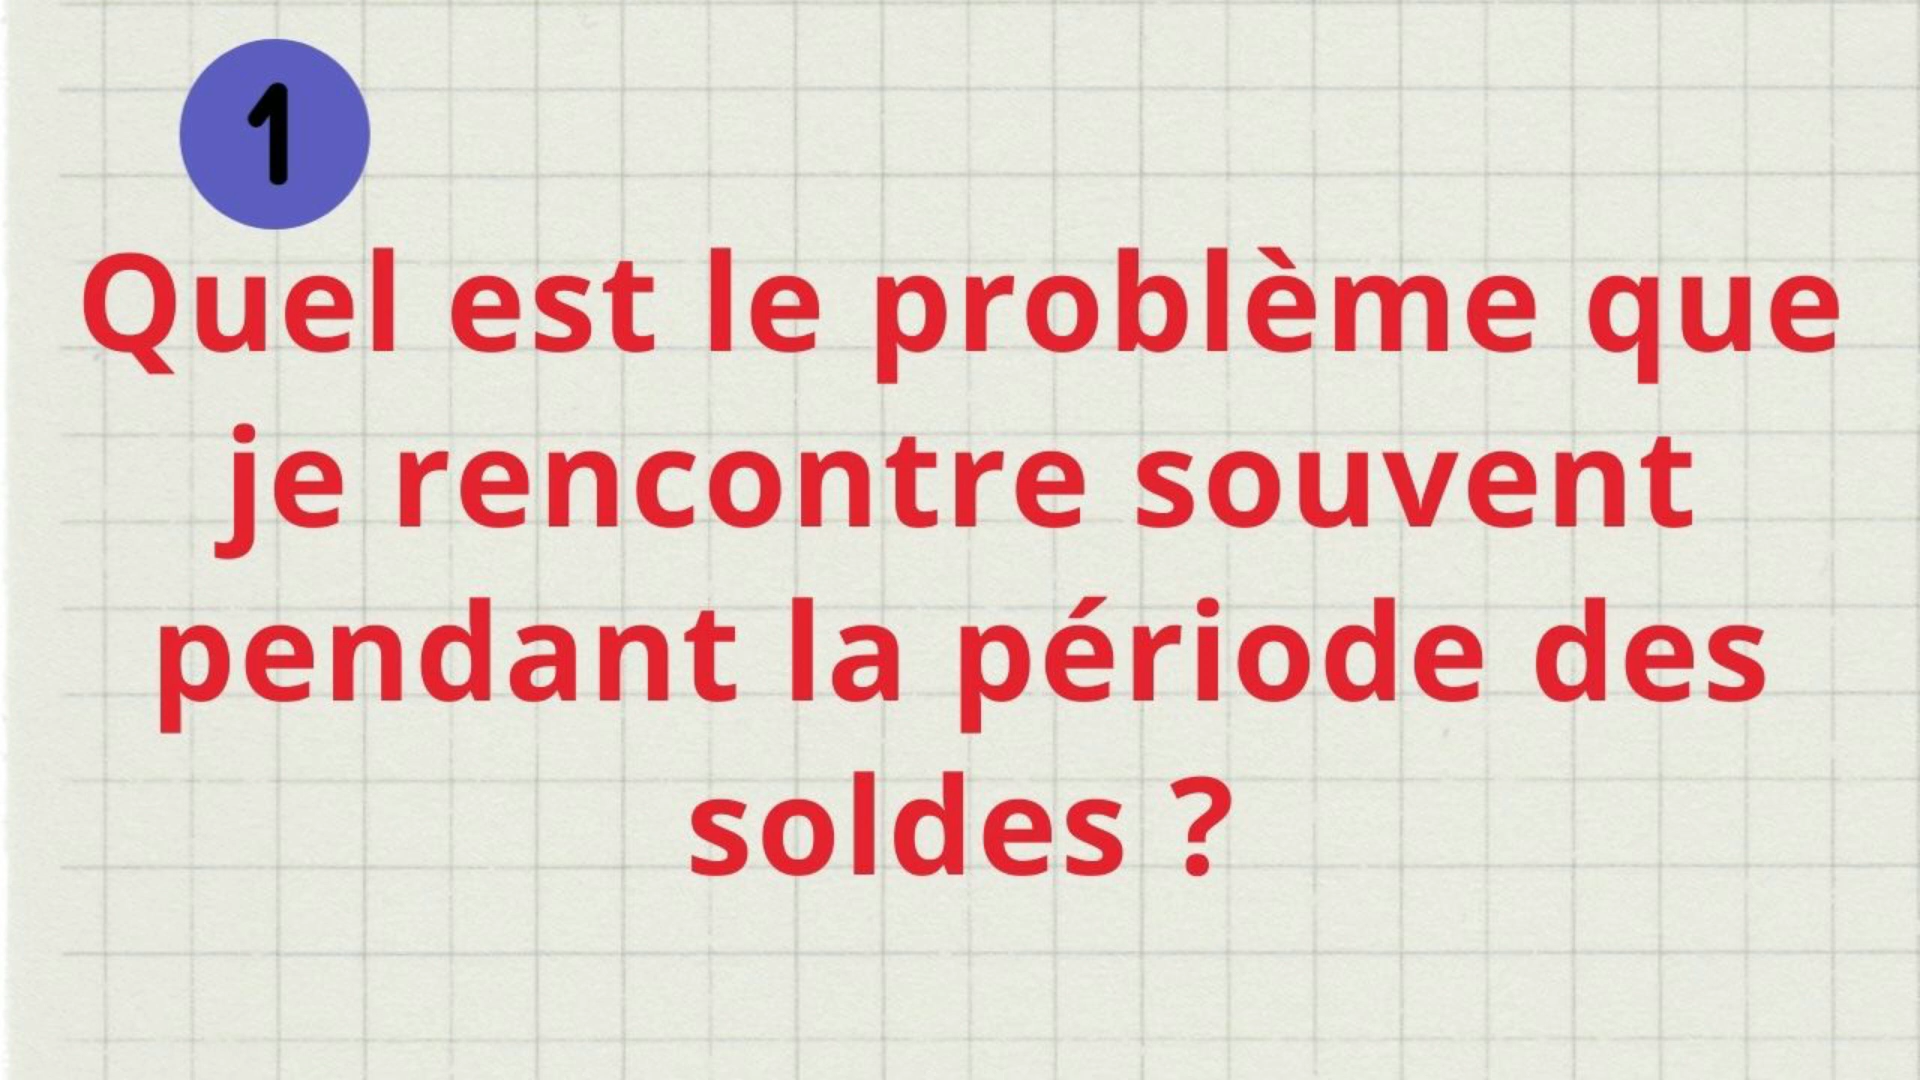 1
Quel est le problème que
je rencontre souvent
pendant la période des
soldes ?